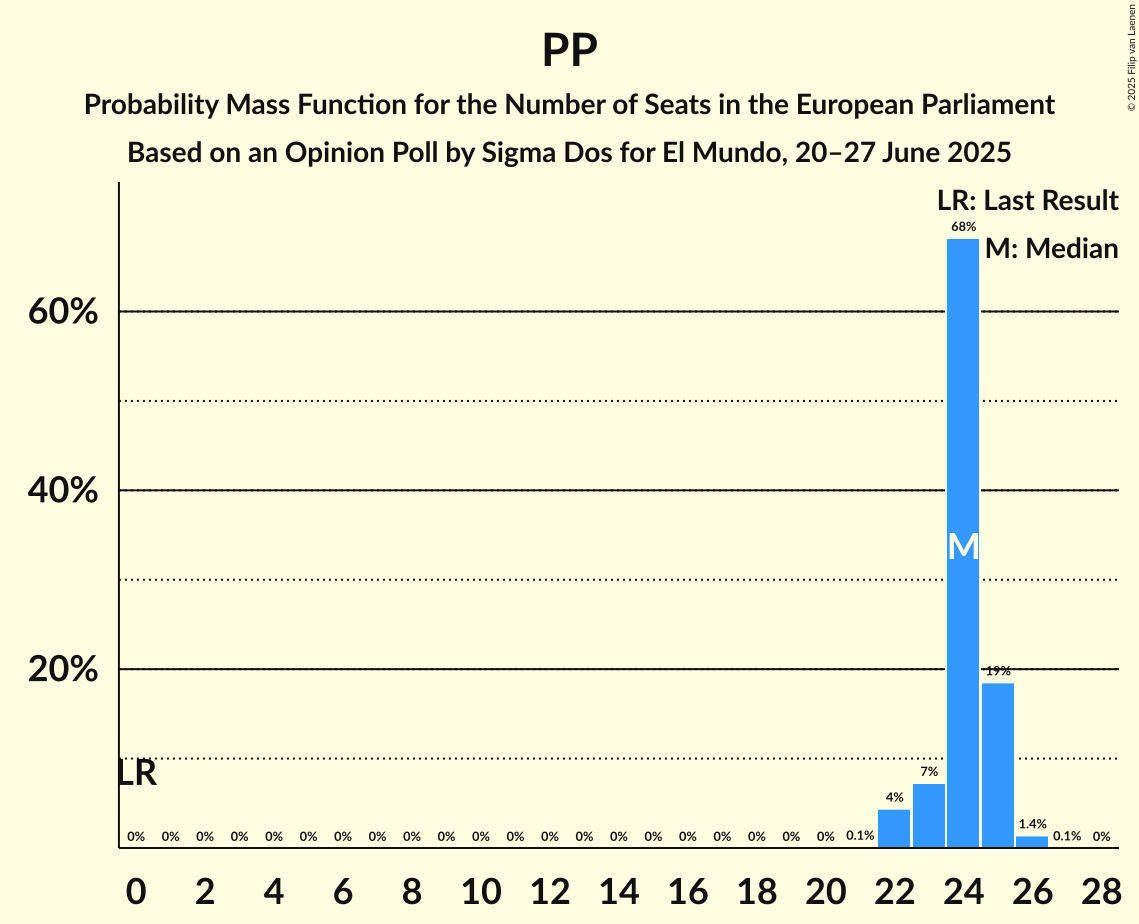 PP
Probability Mass Function for the Number of Seats in the European Parliament
Based on an Opinion Poll by Sigma Dos for El Mundo, 20–27 June 2025
© 2025 Filip van Laenen
LR: Last Result
M: Median
68%
60%
40%
M
20%
19%
LR
7%
4%
1.4%
0% 0% 0% 0% 0% 0% 0% 0% 0% 0% 0% 0% 0% 0% 0% 0% 0% 0% 0% 0% 0% 0.1% 0.1% 0%
0 2 4 6 8 10 12 14 16 18 20 22 24 26 28